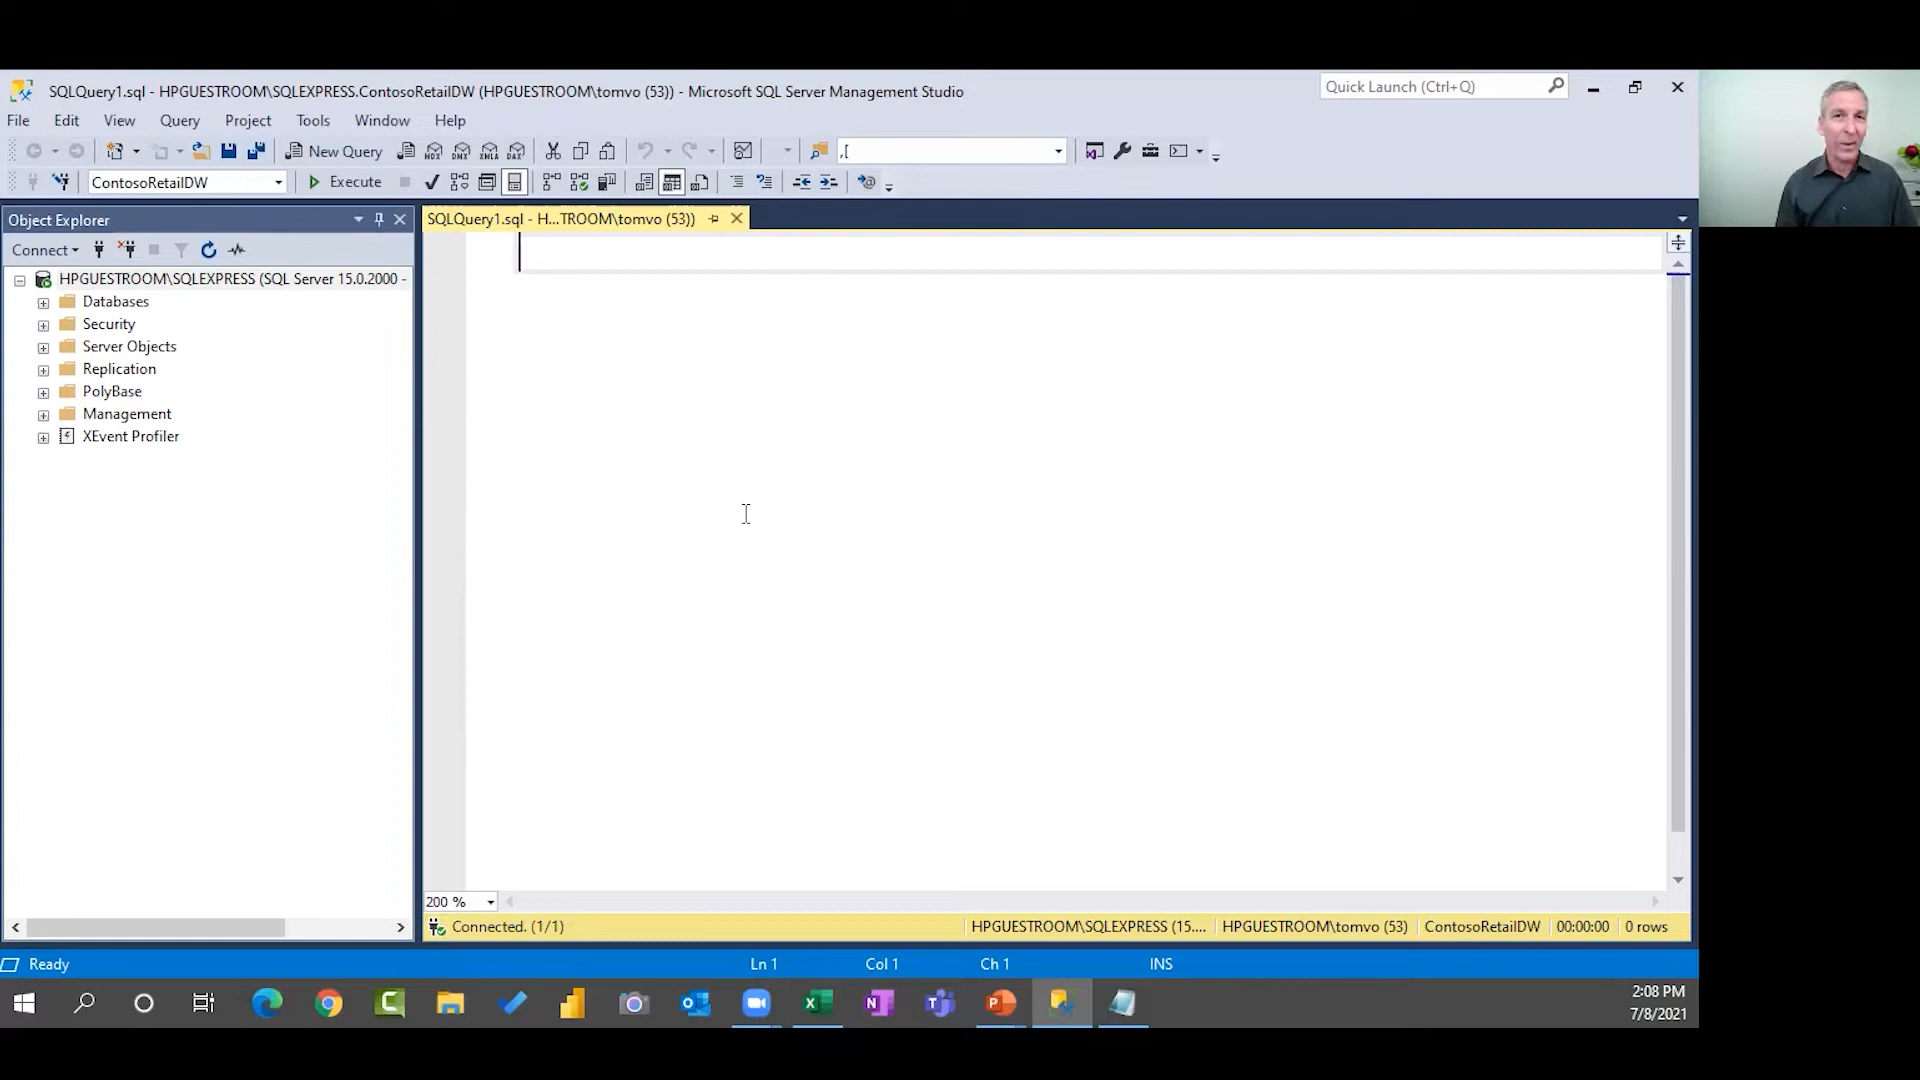 SQLQuery1.sql - HPGUESTROOM\SQLEXPRESS.ContosoRetailDW (HPGUESTROOM\tomvo (53)) - Microsoft SQL Server Management Studio
Quick Launch (Ctrl+Q)
File Edit View Query Project Tools Window Help
New Query
MDX DMX XMLA DAX
,[
ContosoRetailDW
Execute
Object Explorer
SQLQuery1.sql - H...TROOM\tomvo (53))
Connect
HPGUESTROOM\SQLEXPRESS (SQL Server 15.0.2000 -
Databases
Security
Server Objects
Replication
PolyBase
Management
XEvent Profiler
200 %
Connected. (1/1)
HPGUESTROOM\SQLEXPRESS (15.... HPGUESTROOM\tomvo (53) ContosoRetailDW 00:00:00 0 rows
Ready
Ln 1 Col 1 Ch 1 INS
2:08 PM
7/8/2021